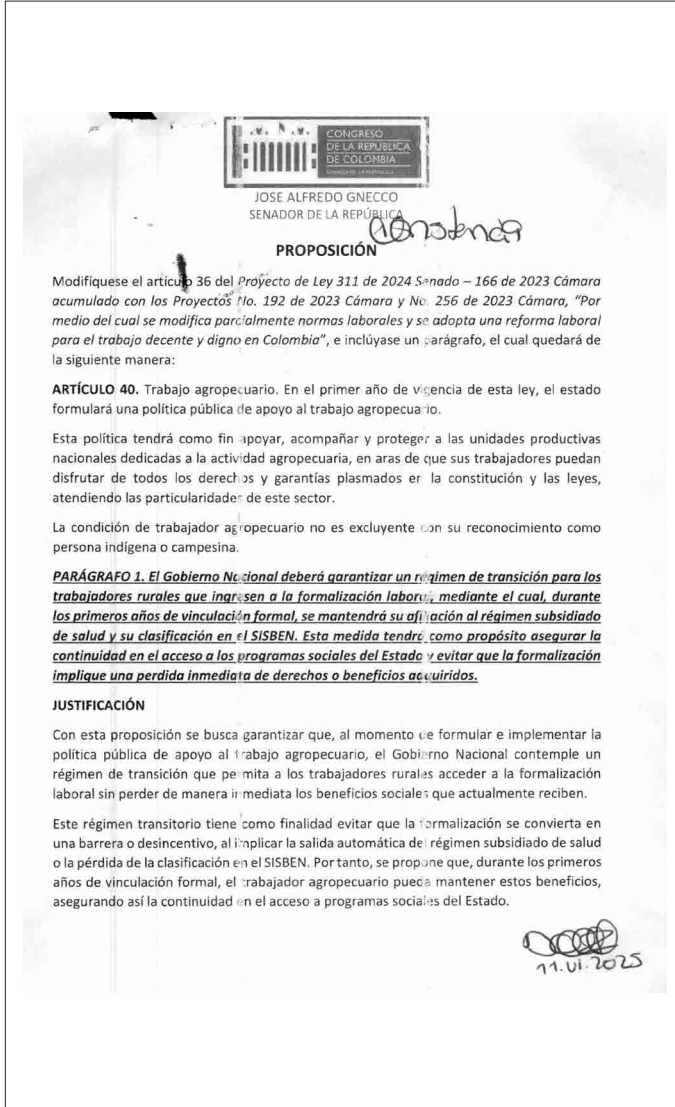 CONGRESO
DE LA REPÚBLICA
DE COLOMBIA
JOSE ALFREDO GNECCO
SENADOR DE LA REPÚBLICA
Constancia
PROPOSICIÓN
Modifíquese el artículo 36 del Proyecto de Ley 311 de 2024 Senado – 166 de 2023 Cámara
acumulado con los Proyectos No. 192 de 2023 Cámara y No. 256 de 2023 Cámara, “Por
medio del cual se modifica parcialmente normas laborales y se adopta una reforma laboral
para el trabajo decente y digno en Colombia”, e inclúyase un parágrafo, el cual quedará de
la siguiente manera:
ARTÍCULO 40. Trabajo agropecuario. En el primer año de vigencia de esta ley, el estado
formulará una política pública de apoyo al trabajo agropecuario.
Esta política tendrá como fin apoyar, acompañar y proteger a las unidades productivas
nacionales dedicadas a la actividad agropecuaria, en aras de que sus trabajadores puedan
disfrutar de todos los derechos y garantías plasmados en la constitución y las leyes,
atendiendo las particularidades de este sector.
La condición de trabajador agropecuario no es excluyente con su reconocimiento como
persona indígena o campesina.
PARÁGRAFO 1. El Gobierno Nacional deberá garantizar un régimen de transición para los
trabajadores rurales que ingresen a la formalización laboral, mediante el cual, durante
los primeros años de vinculación formal, se mantendrá su afiliación al régimen subsidiado
de salud y su clasificación en el SISBEN. Esta medida tendrá como propósito asegurar la
continuidad en el acceso a los programas sociales del Estado y evitar que la formalización
implique una perdida inmediata de derechos o beneficios adquiridos.
JUSTIFICACIÓN
Con esta proposición se busca garantizar que, al momento de formular e implementar la
política pública de apoyo al trabajo agropecuario, el Gobierno Nacional contemple un
régimen de transición que permita a los trabajadores rurales acceder a la formalización
laboral sin perder de manera inmediata los beneficios sociales que actualmente reciben.
Este régimen transitorio tiene como finalidad evitar que la formalización se convierta en
una barrera o desincentivo, al implicar la salida automática del régimen subsidiado de salud
o la pérdida de la clasificación en el SISBEN. Por tanto, se propone que, durante los primeros
años de vinculación formal, el trabajador agropecuario pueda mantener estos beneficios,
asegurando así la continuidad en el acceso a programas sociales del Estado.
11.VI.2025